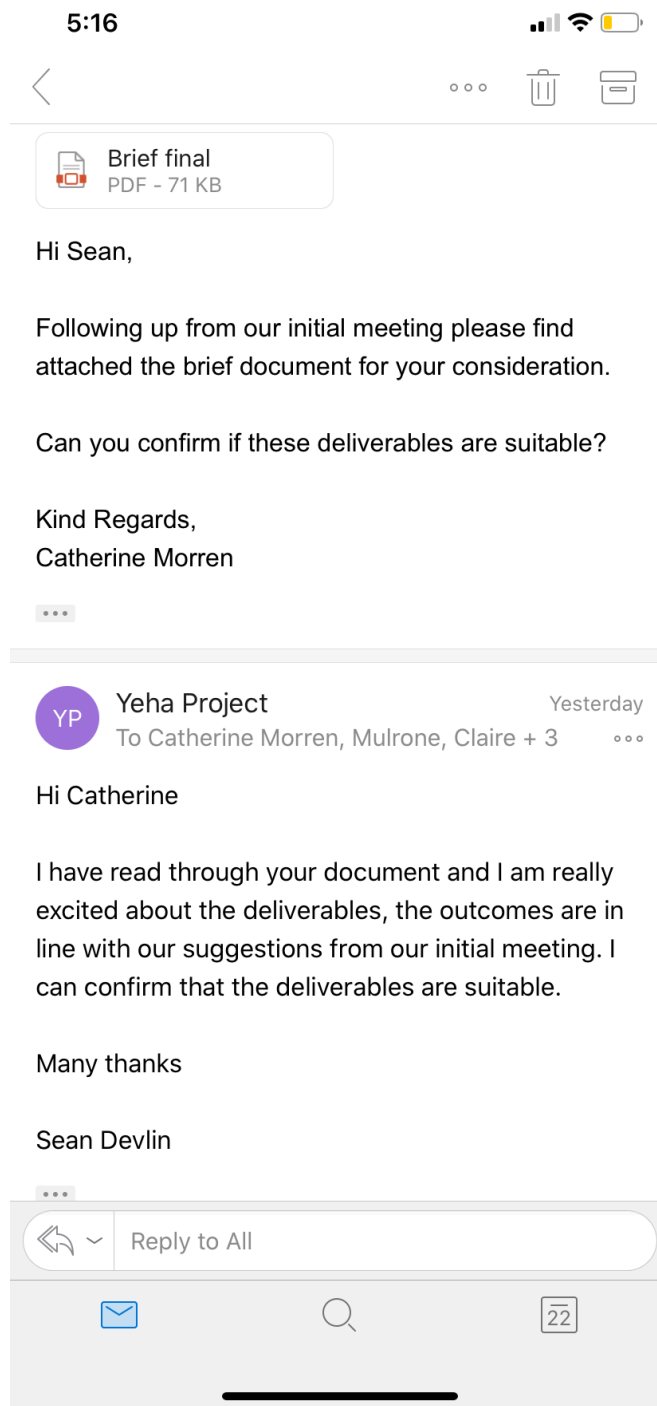 5:16
Brief final
PDF - 71 KB
Hi Sean,
Following up from our initial meeting please find
attached the brief document for your consideration.
Can you confirm if these deliverables are suitable?
Kind Regards,
Catherine Morren
YP
Yeha Project
Yesterday
To Catherine Morren, Mulrone, Claire + 3
Hi Catherine
I have read through your document and I am really
excited about the deliverables, the outcomes are in
line with our suggestions from our initial meeting. I
can confirm that the deliverables are suitable.
Many thanks
Sean Devlin
Reply to All
22